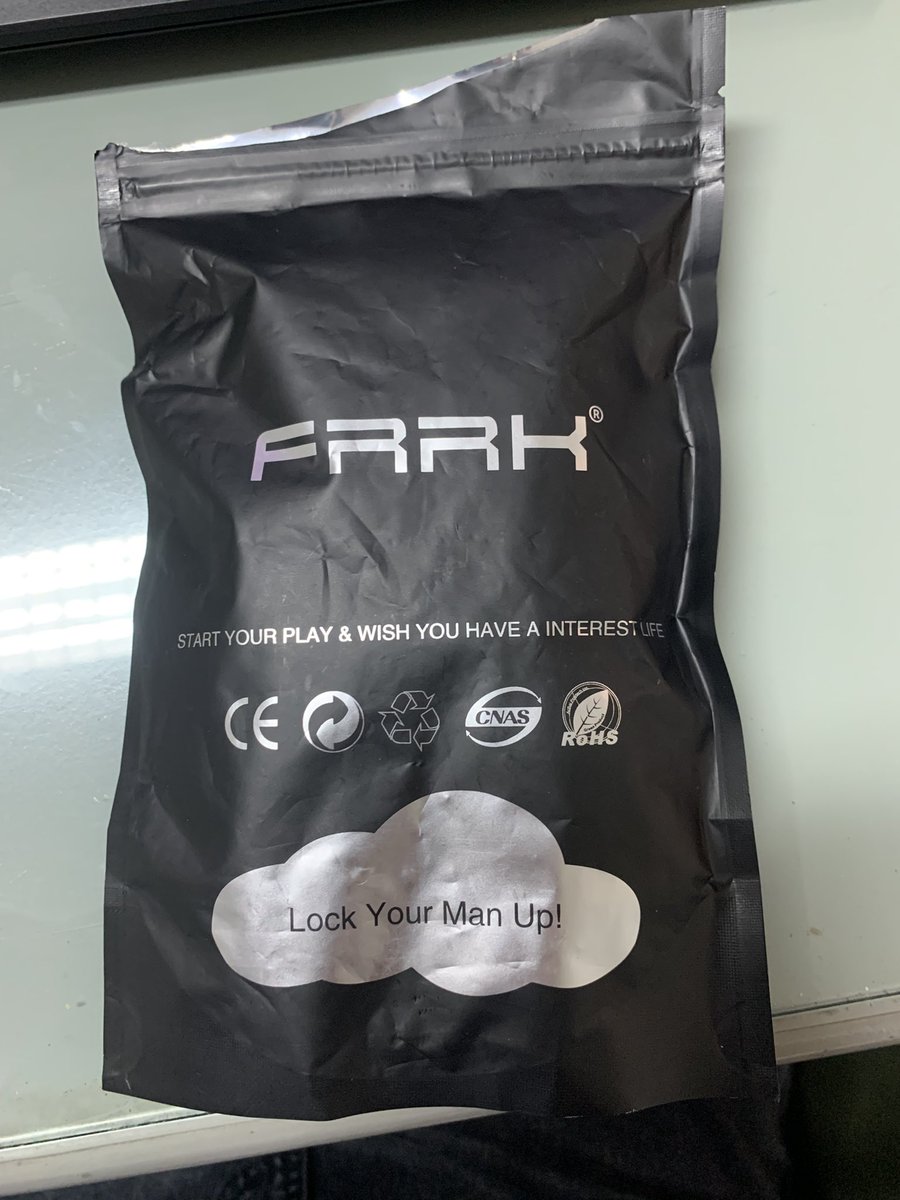 FRRK®
START YOUR PLAY & WISH YOU HAVE A INTEREST LIFE
CE CNAS RoHS
Lock Your Man Up!